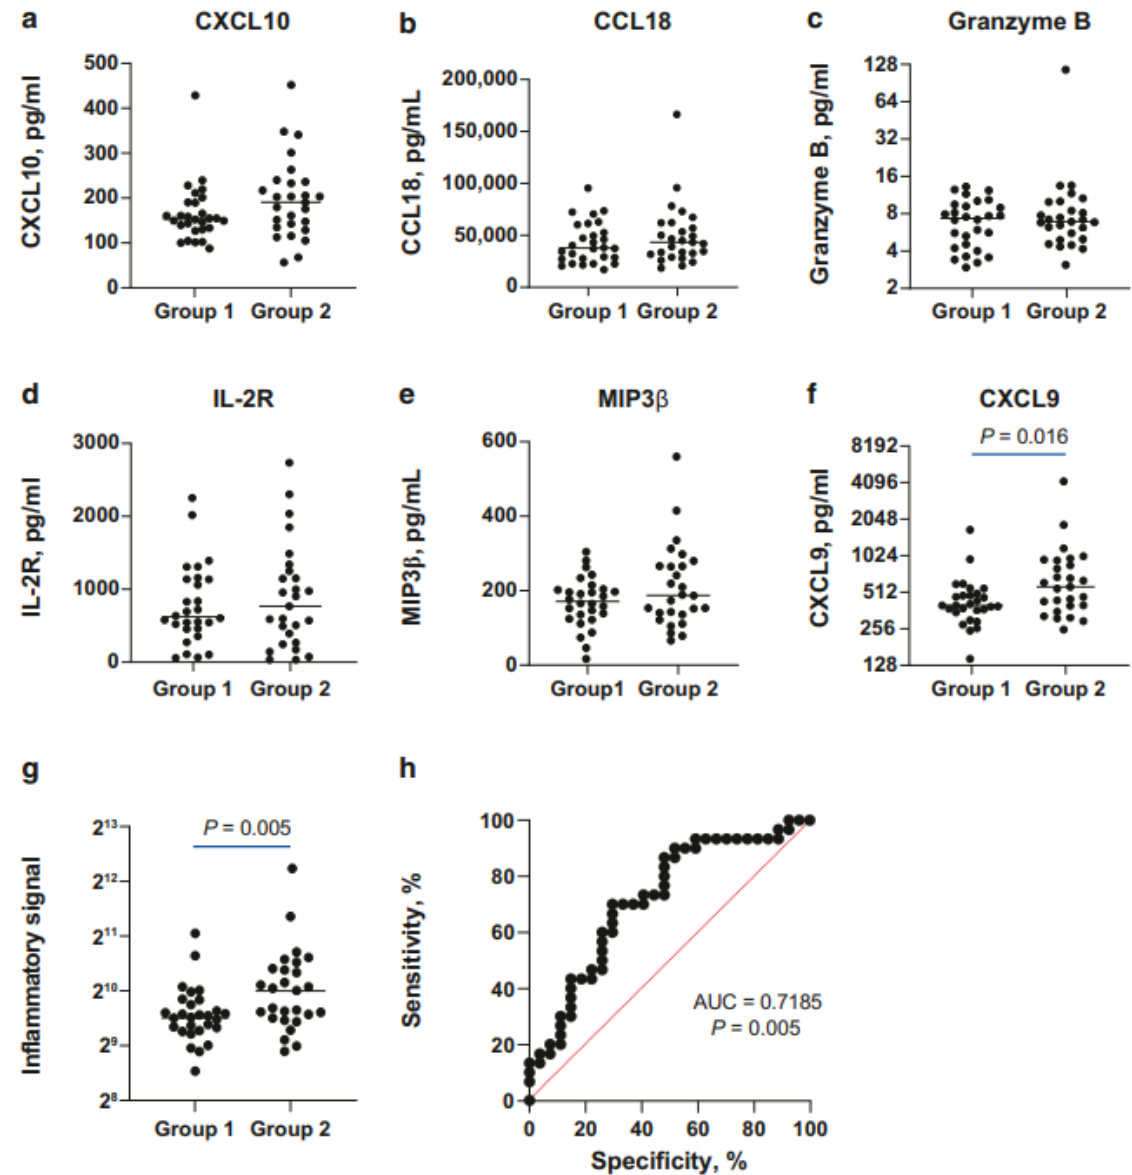 a CXCL10
CXCL10, pg/ml
500
400
300
200
100
0
Group 1 Group 2
b CCL18
CCL18, pg/mL
200,000
150,000
100,000
50,000
0
Group 1 Group 2
c Granzyme B
Granzyme B, pg/ml
128
64
32
16
8
4
2
Group 1 Group 2
d IL-2R
IL-2R, pg/ml
3000
2000
1000
0
Group 1 Group 2
e MIP3β
MIP3β, pg/mL
600
400
200
0
Group1 Group 2
f CXCL9
P = 0.016
CXCL9, pg/ml
8192
4096
2048
1024
512
256
128
Group 1 Group 2
g
P = 0.005
Inflammatory signal
2¹³
2¹²
2¹¹
2¹⁰
2⁹
2⁸
Group 1 Group 2
h
Sensitivity, %
100
80
60
40
20
0
AUC = 0.7185
P = 0.005
0 20 40 60 80 100
Specificity, %